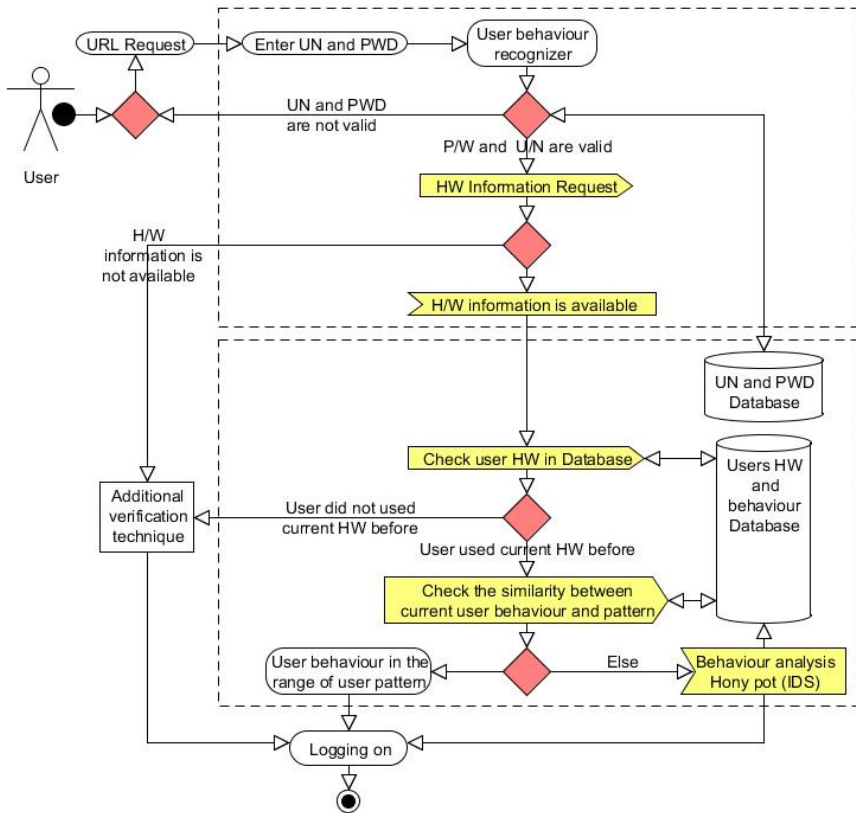 URL Request
Enter UN and PWD
User behaviour
recognizer
UN and PWD
are not valid
User
P/W and U/N are valid
HW Information Request
H/W
information is
not available
H/W information is available
UN and PWD
Database
Check user HW in Database
Users HW
and
behaviour
Database
Additional
verification
technique
User did not used
current HW before
User used current HW before
Check the similarity between
current user behaviour and pattern
User behaviour in the
range of user pattern
Else
Behaviour analysis
Hony pot (IDS)
Logging on